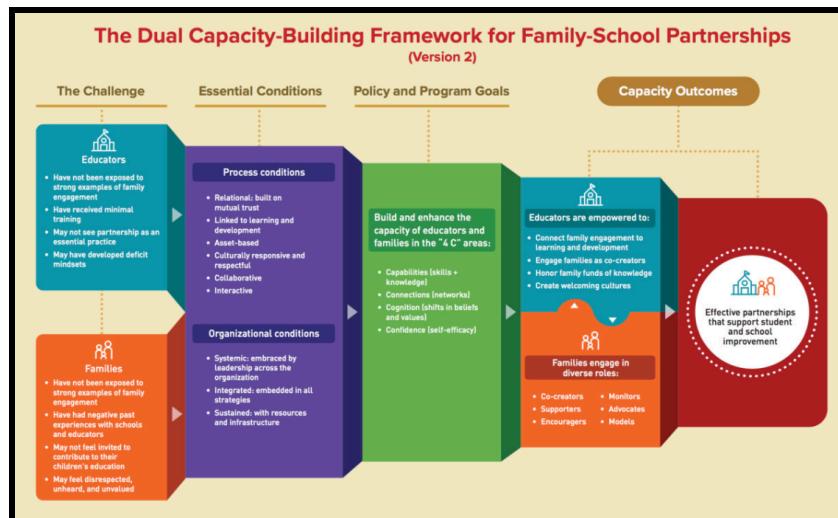 The Dual Capacity-Building Framework for Family-School Partnerships
(Version 2)
The Challenge
Essential Conditions
Policy and Program Goals
Capacity Outcomes
Educators
• Have not been exposed to
strong examples of family
engagement
• Have received minimal
training
• May not see partnership as an
essential practice
• May have developed deficit
mindsets
Families
• Have not been exposed to
strong examples of family
engagement
• Have had negative past
experiences with schools
and educators
• May not feel invited to
contribute to their
children's education
• May feel disrespected,
unheard, and unvalued
Process conditions
• Relational: built on
mutual trust
• Linked to learning and
development
• Asset-based
• Culturally responsive and
respectful
• Collaborative
• Interactive
Organizational conditions
• Systemic: embraced by
leadership across the
organization
• Integrated: embedded in all
strategies
• Sustained: with resources
and infrastructure
Build and enhance the
capacity of educators and
families in the "4 C" areas:
• Capabilities (skills +
knowledge)
• Connections (networks)
• Cognition (shifts in beliefs
and values)
• Confidence (self-efficacy)
Educators are empowered to:
• Connect family engagement to
learning and development
• Engage families as co-creators
• Honor family funds of knowledge
• Create welcoming cultures
Families engage in
diverse roles:
• Co-creators
• Supporters
• Encouragers
• Monitors
• Advocates
• Models
Effective partnerships
that support student
and school
improvement